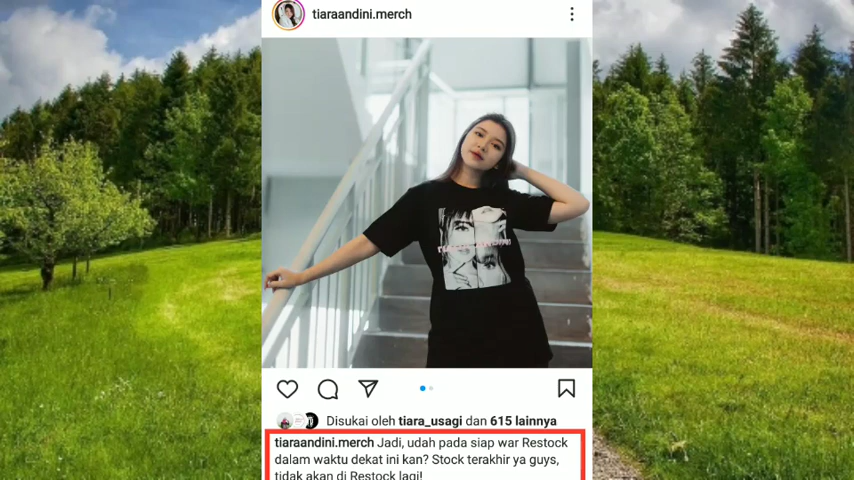 tiaraandini.merch
Disukai oleh tiara_usagi dan 615 lainnya
tiaraandini.merch Jadi, udah pada siap war Restock
dalam waktu dekat ini kan? Stock terakhir ya guys,
tidak akan di Restock lagi!